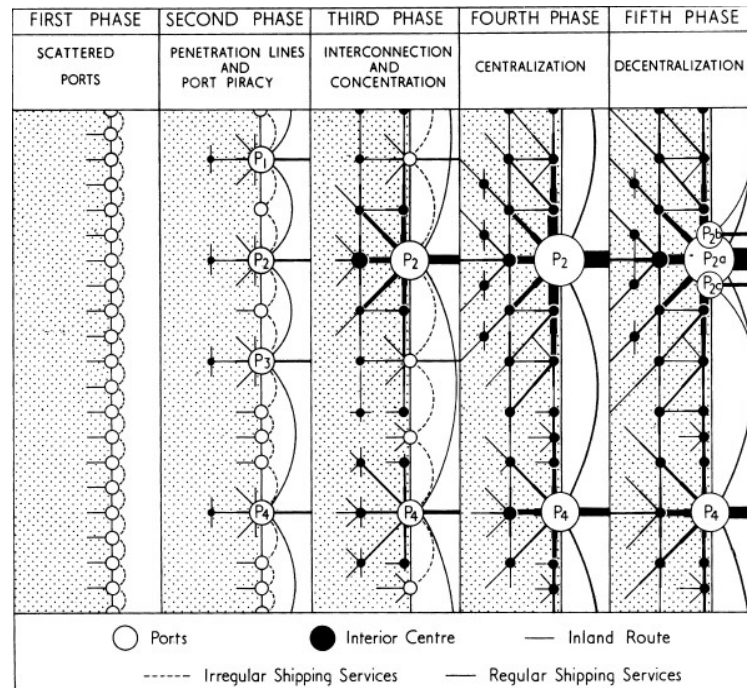 FIRST PHASE
SECOND PHASE
THIRD PHASE
FOURTH PHASE
FIFTH PHASE
SCATTERED
PORTS
PENETRATION LINES
AND
PORT PIRACY
INTERCONNECTION
AND
CONCENTRATION
CENTRALIZATION
DECENTRALIZATION
P1
P2
P3
P4
P2
P4
P2
P4
P2b
P2a
P2c
P4
Ports
Interior Centre
Inland Route
Irregular Shipping Services
Regular Shipping Services